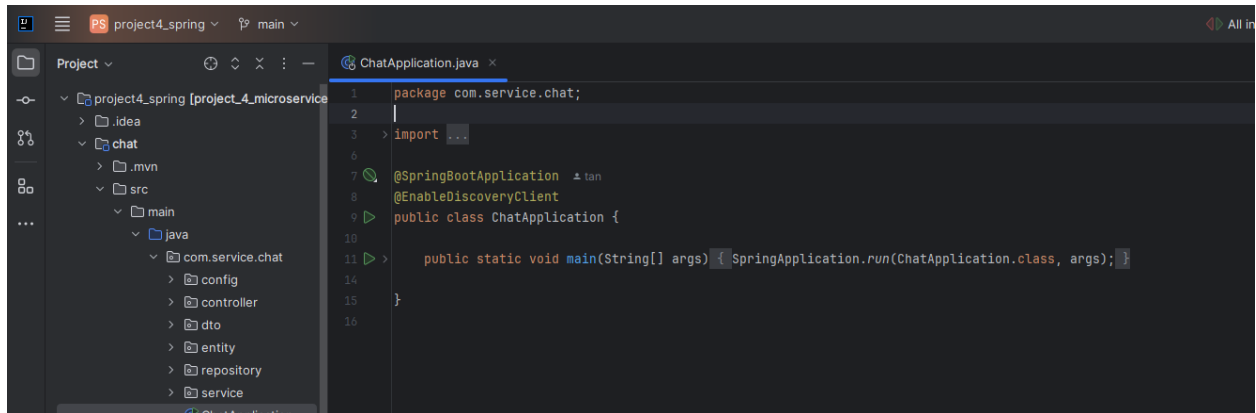 PS project4_spring main All in
Project
ChatApplication.java
project4_spring [project_4_microservice
.idea
chat
.mvn
src
main
java
com.service.chat
config
controller
dto
entity
repository
service
1 package com.service.chat;
2
3 import ...
6
7 @SpringBootApplication tan
8 @EnableDiscoveryClient
9 public class ChatApplication {
10
11 public static void main(String[] args) { SpringApplication.run(ChatApplication.class, args); }
14
15 }
16